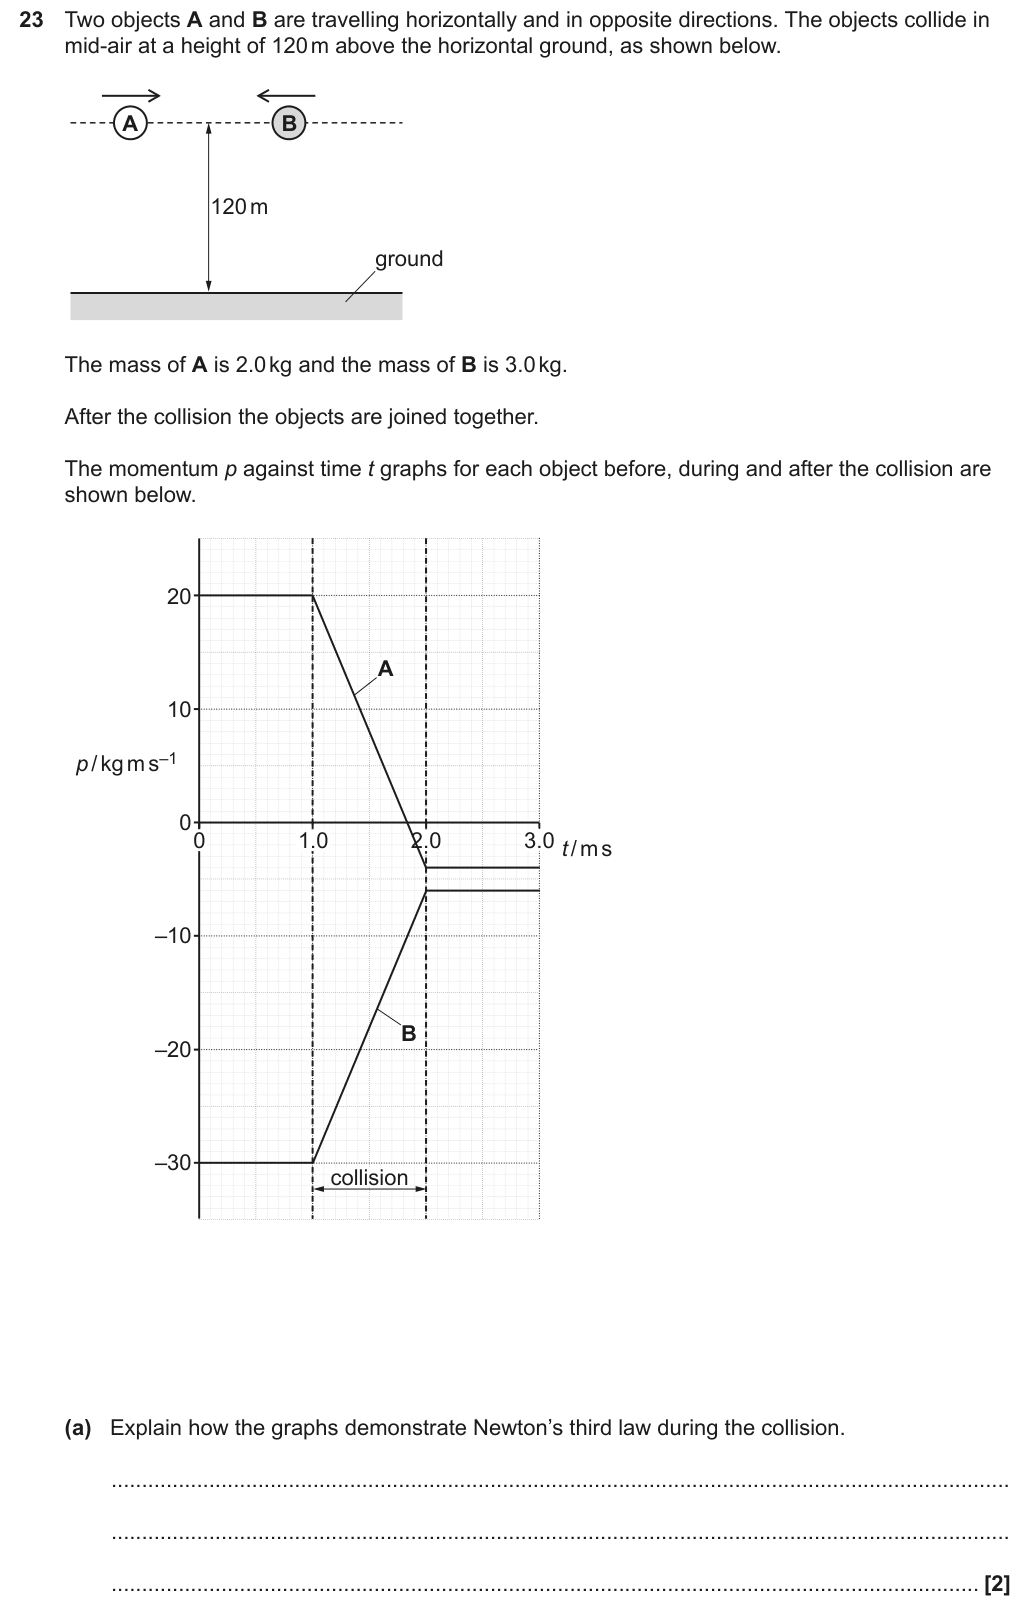 23 Two objects A and B are travelling horizontally and in opposite directions. The objects collide in
mid-air at a height of 120 m above the horizontal ground, as shown below.
A
B
120 m
ground
The mass of A is 2.0 kg and the mass of B is 3.0 kg.
After the collision the objects are joined together.
The momentum p against time t graphs for each object before, during and after the collision are
shown below.
20
A
10
p / kg m s⁻¹
0
0 1.0 2.0 3.0 t / m s
–10
B
–20
–30
collision
(a) Explain how the graphs demonstrate Newton’s third law during the collision.
[2]